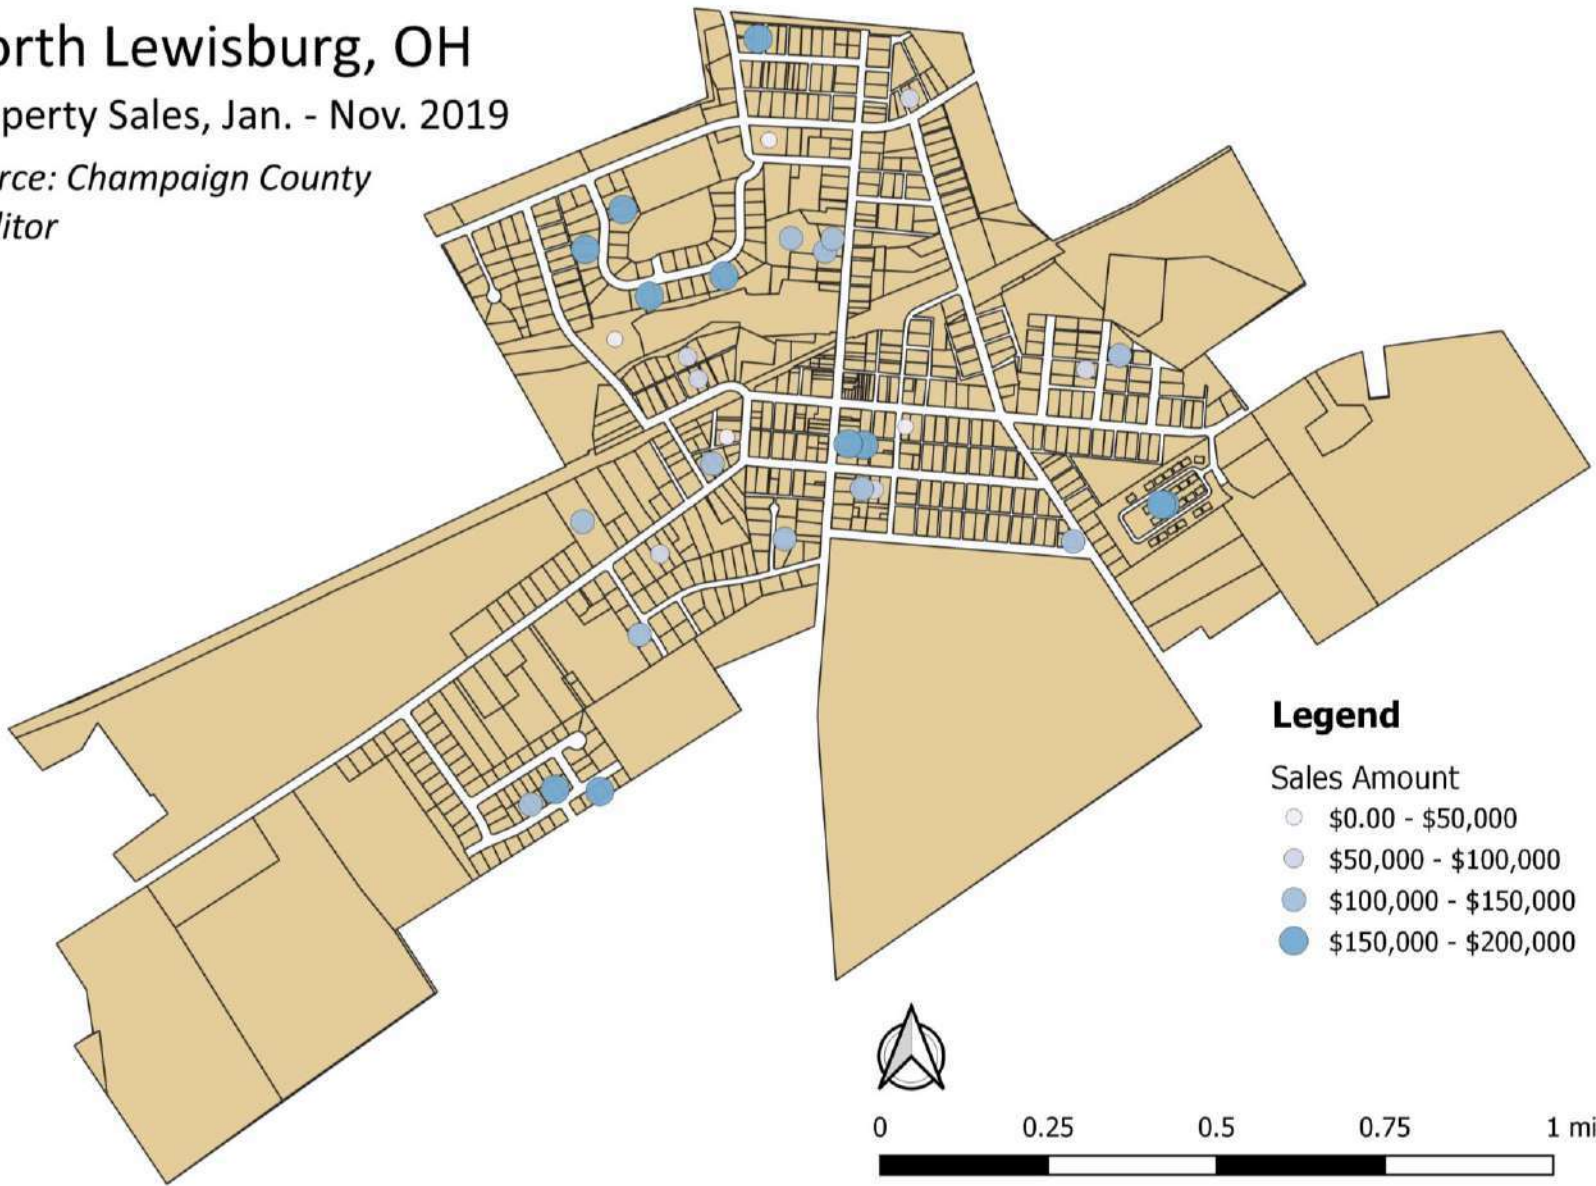 orth Lewisburg, OH
perty Sales, Jan. - Nov. 2019
rce: Champaign County
litor
Legend
Sales Amount
$0.00 - $50,000
$50,000 - $100,000
$100,000 - $150,000
$150,000 - $200,000
0 0.25 0.5 0.75 1 mi